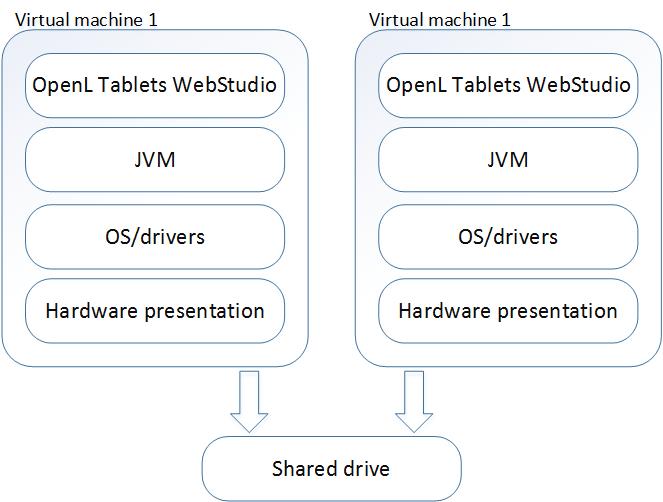 Virtual machine 1
OpenL Tablets WebStudio
JVM
OS/drivers
Hardware presentation
Virtual machine 1
OpenL Tablets WebStudio
JVM
OS/drivers
Hardware presentation
Shared drive